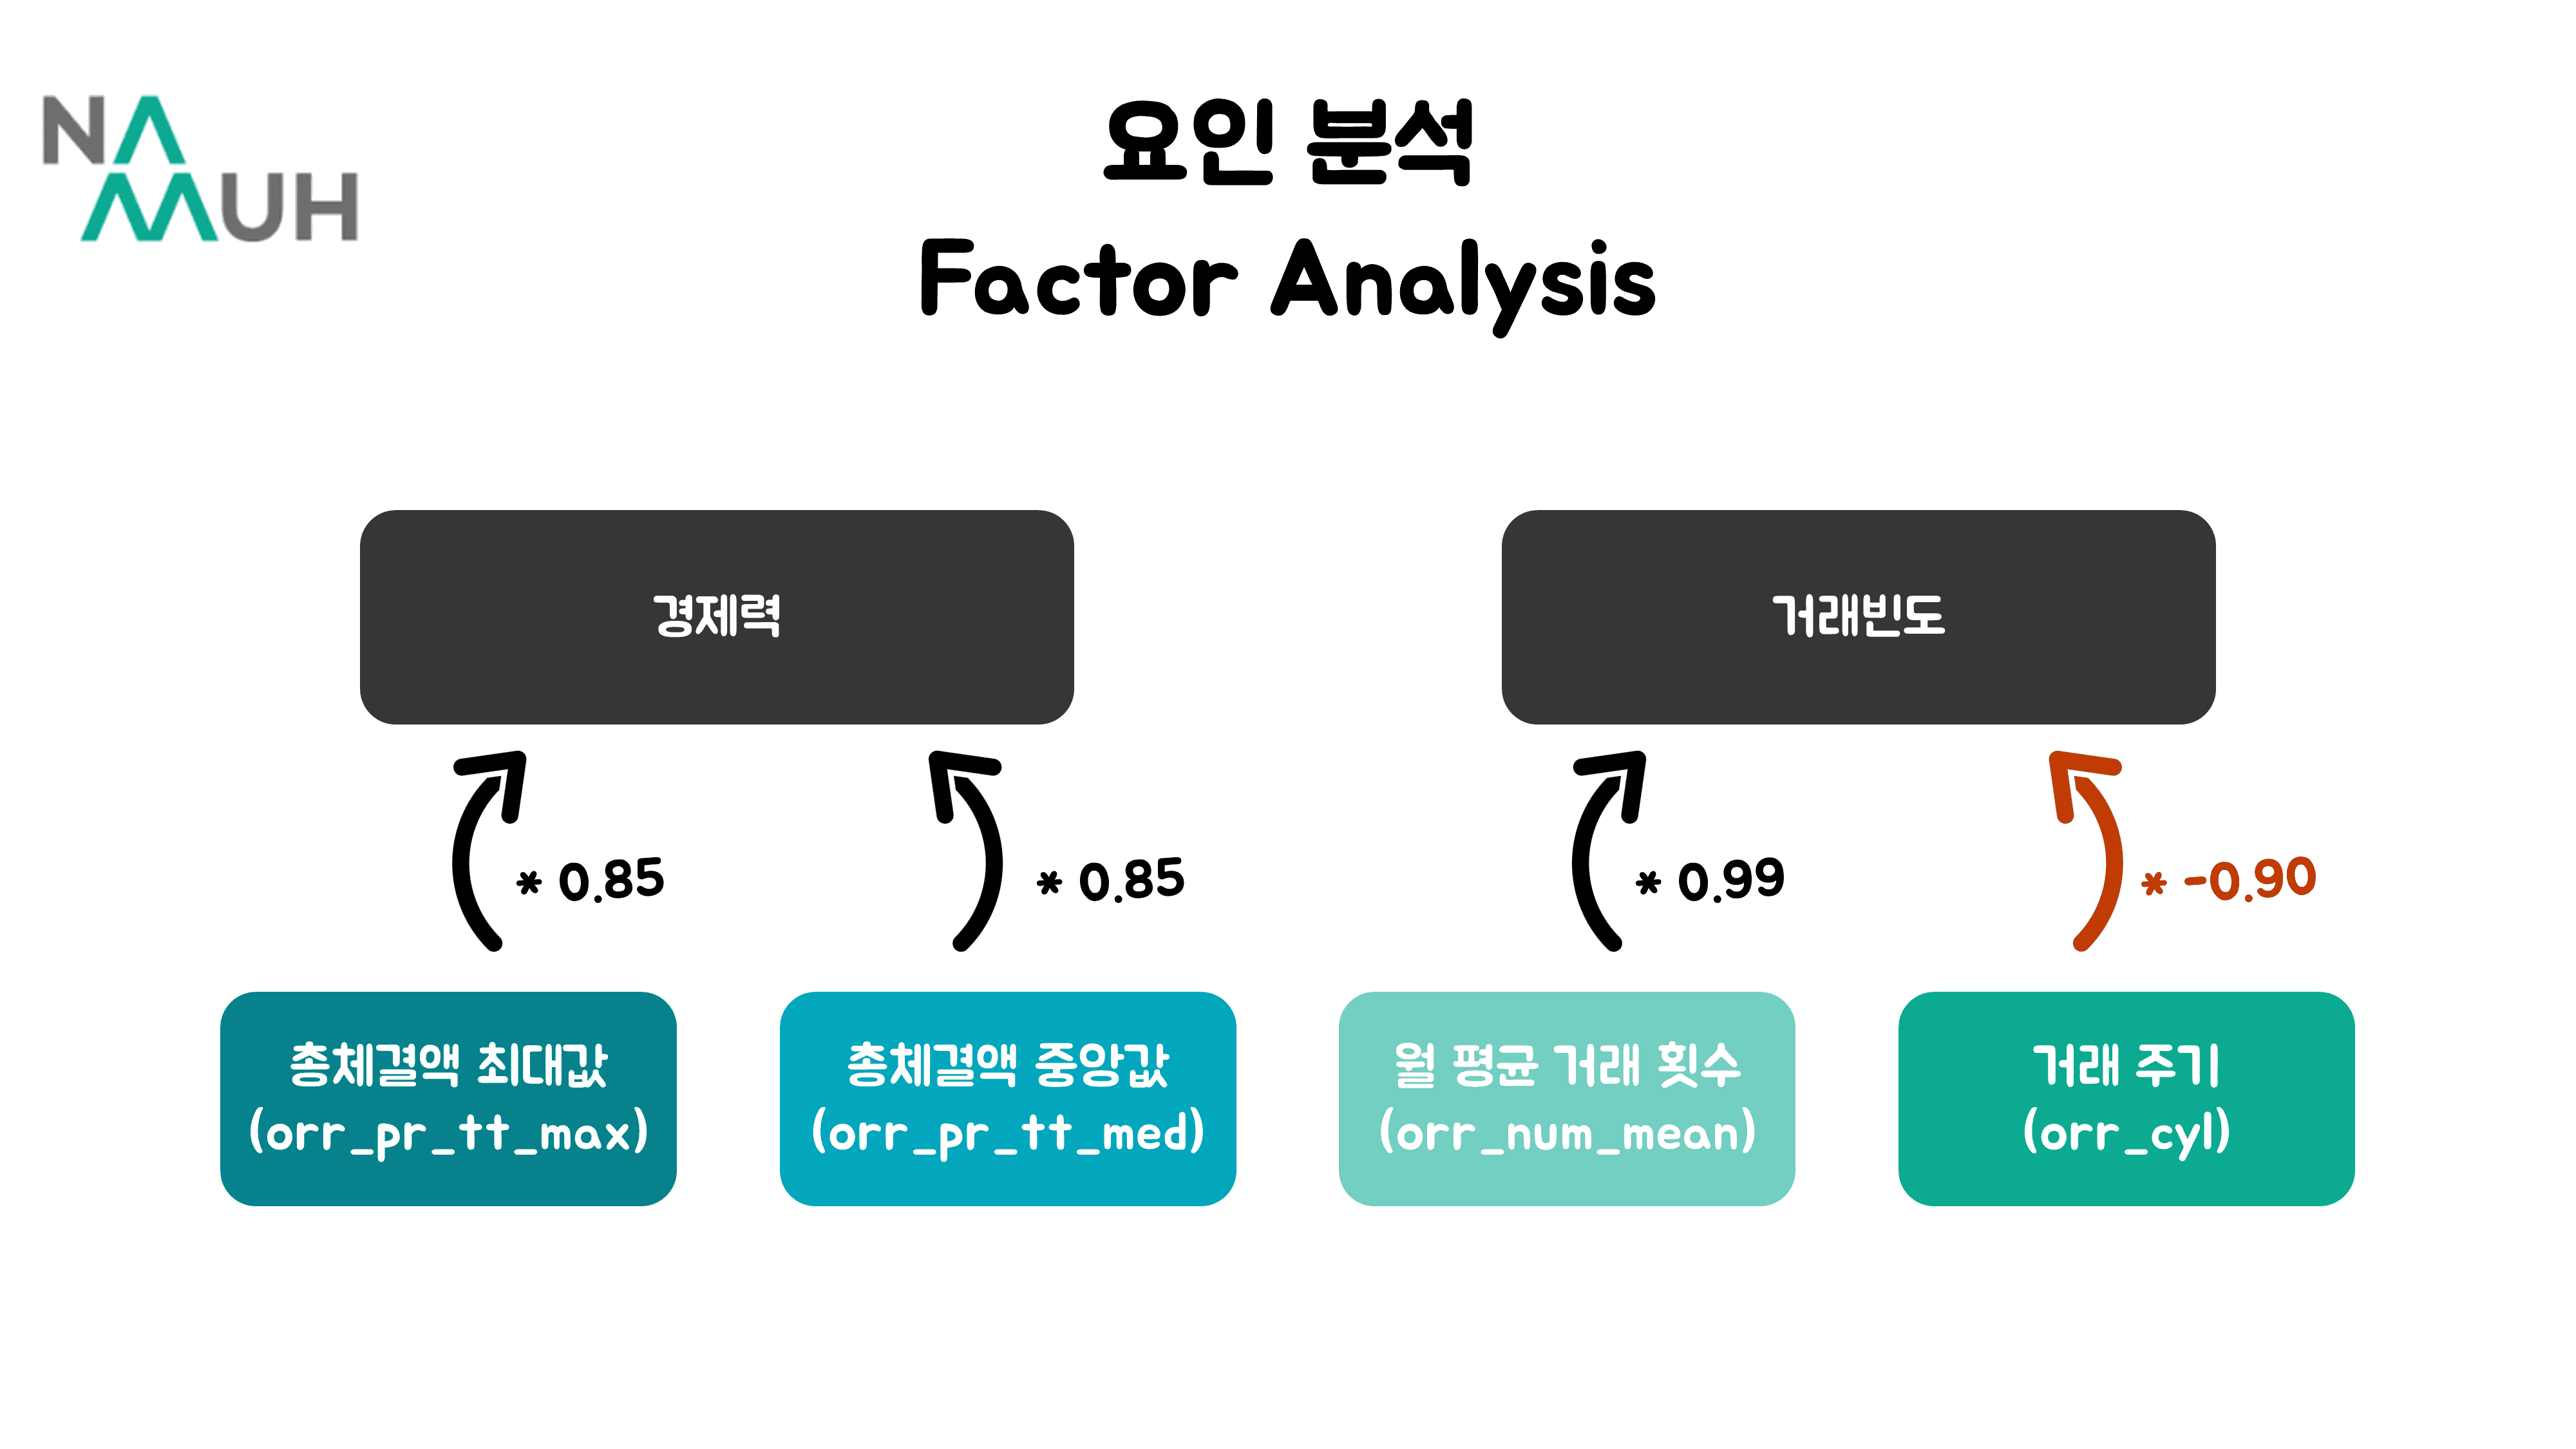 NA
MUH
요인 분석
Factor Analysis
경제력
거래빈도
* 0.85
* 0.85
* 0.99
* -0.90
총체결액 최대값
(orr_pr_tt_max)
총체결액 중앙값
(orr_pr_tt_med)
월 평균 거래 횟수
(orr_num_mean)
거래 주기
(orr_cyl)